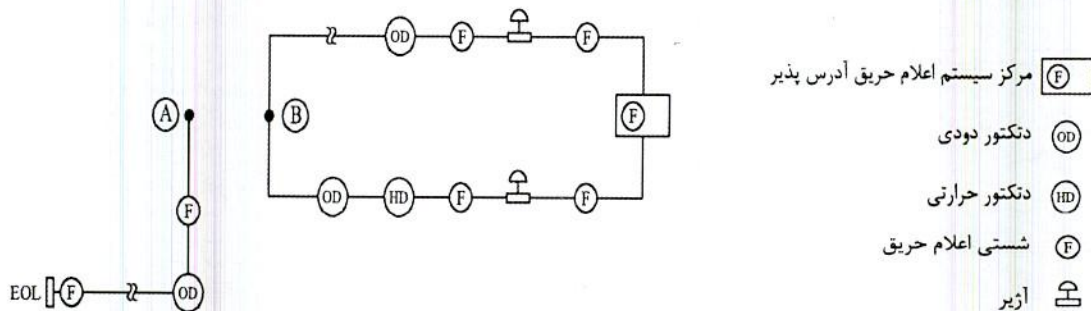 OD F F
A B F
OD HD F F
F
EOL F OD
F مرکز سیستم اعلام حریق آدرس پذیر
OD دتکتور دودی
HD دتکتور حرارتی
F شستی اعلام حریق
آژیر